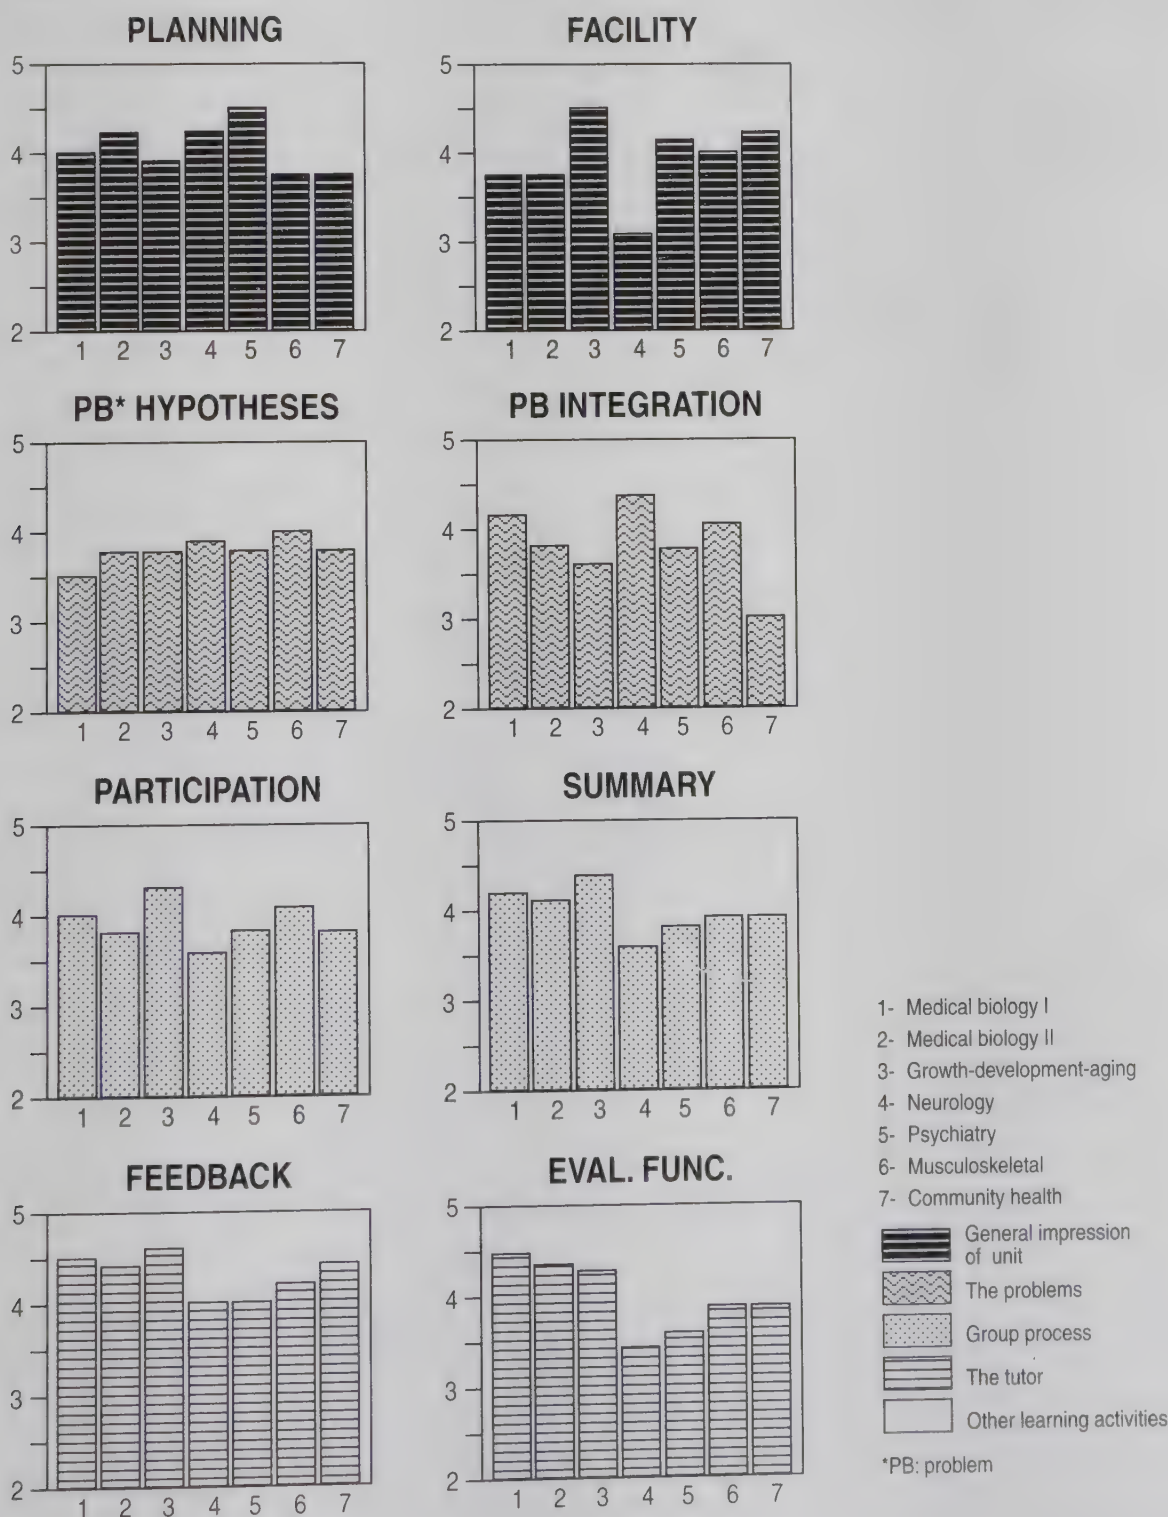 PLANNING
5
4
3
2
1 2 3 4 5 6 7
FACILITY
5
4
3
2
1 2 3 4 5 6 7
PB* HYPOTHESES
5
4
3
2
1 2 3 4 5 6 7
PB INTEGRATION
5
4
3
2
1 2 3 4 5 6 7
PARTICIPATION
5
4
3
2
1 2 3 4 5 6 7
SUMMARY
5
4
3
2
1 2 3 4 5 6 7
FEEDBACK
5
4
3
2
1 2 3 4 5 6 7
EVAL. FUNC.
5
4
3
2
1 2 3 4 5 6 7
1- Medical biology I
2- Medical biology II
3- Growth-development-aging
4- Neurology
5- Psychiatry
6- Musculoskeletal
7- Community health
General impression
of unit
The problems
Group process
The tutor
Other learning activities
*PB: problem